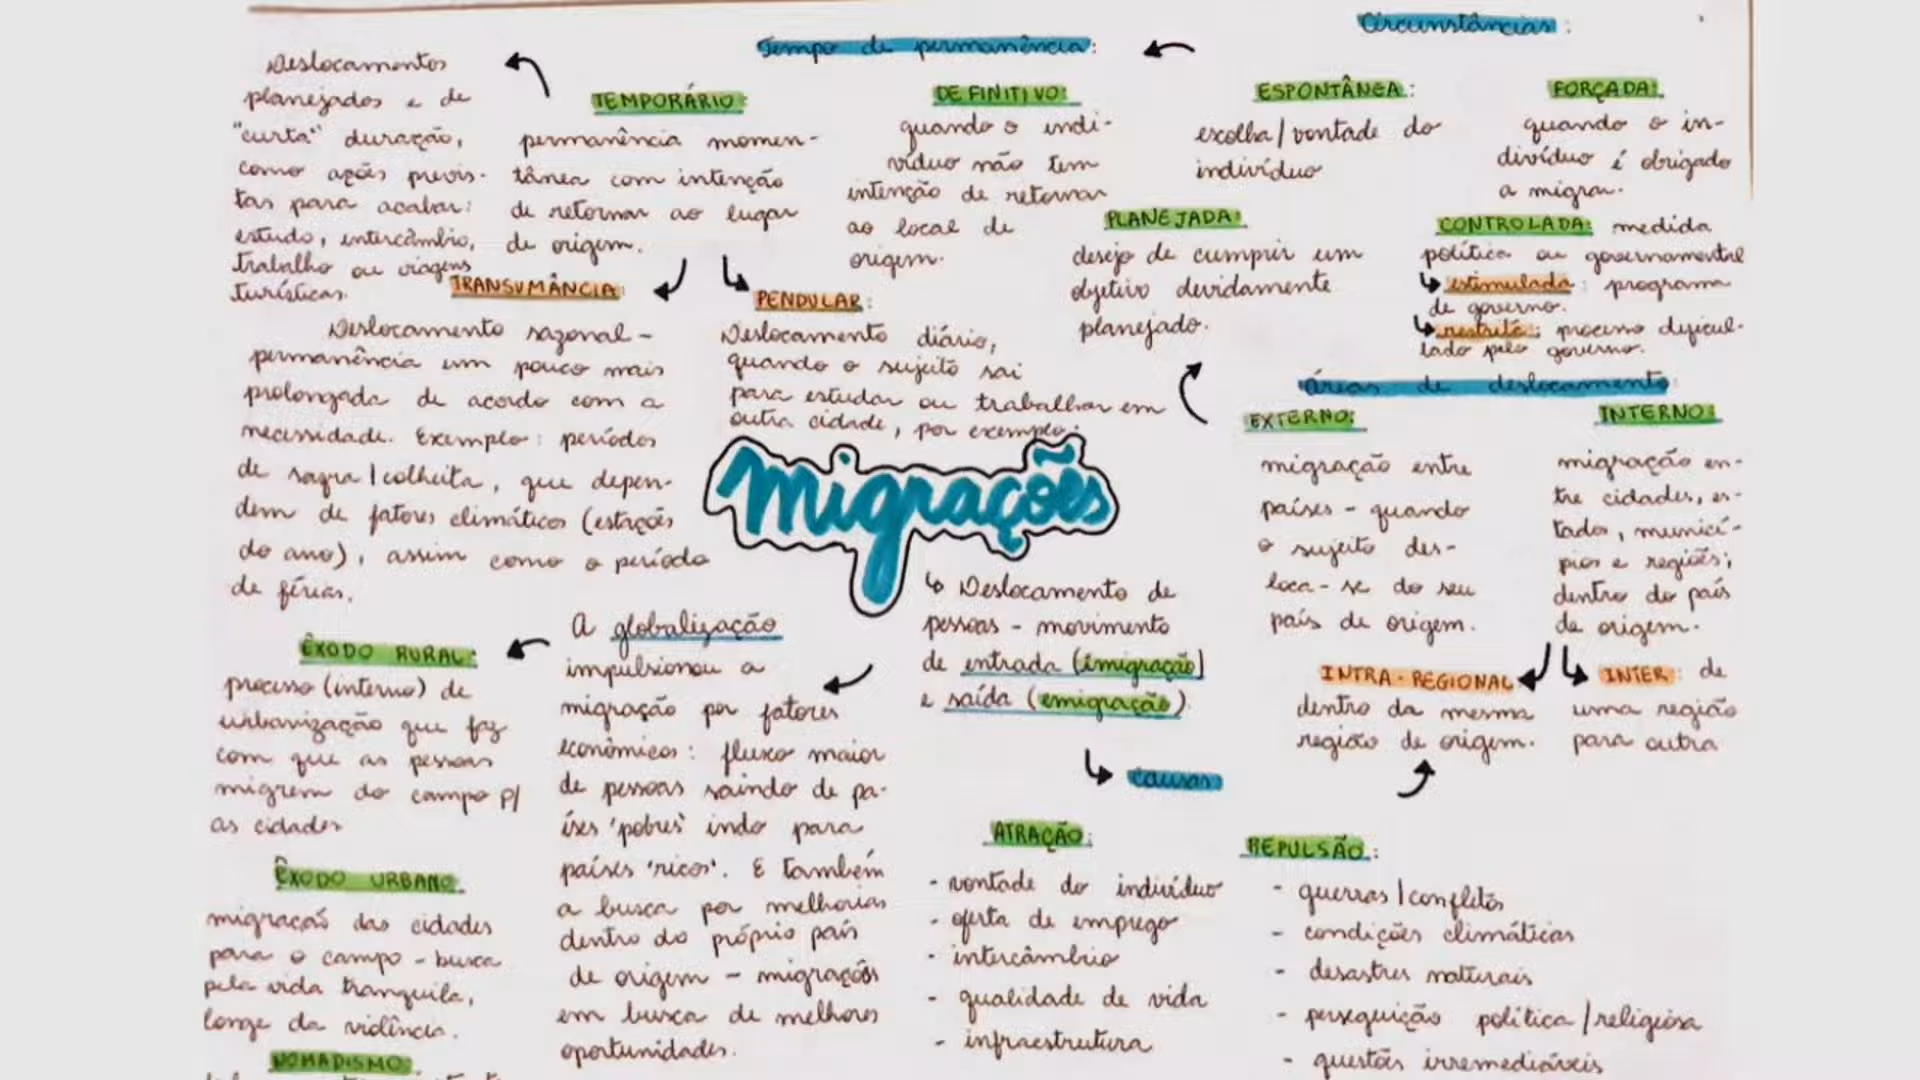 Circunstâncias:
Tempo de permanência:
Deslocamentos
planejados e de
"curta" duração,
como ações previs-
tas para acabar:
estudo, intercâmbio,
trabalho ou viagens
turísticas.
TEMPORÁRIO:
permanência momen-
tânea com intenção
de retornar ao lugar
de origem.
DEFINITIVO:
quando o indi-
víduo não tem
intenção de retornar
ao local de
origem.
ESPONTÂNEA:
escolha/vontade do
indivíduo
FORÇADA:
quando o in-
divíduo é obrigado
a migrar.
PLANEJADA:
desejo de cumprir um
objetivo devidamente
planejado.
CONTROLADA: medida
política ou governamental
estimulada: programa
de governo.
restrita: processo dificul-
tado pelo governo.
TRANSUMÂNCIA:
Deslocamento sazonal -
permanência um pouco mais
prolongada de acordo com a
necessidade. Exemplo: períodos
de safra/colheita, que depen-
dem de fatores climáticos (estações
do ano), assim como o período
de férias.
PENDULAR:
Deslocamento diário,
quando o sujeito sai
para estudar ou trabalhar em
outra cidade, por exemplo.
áreas de deslocamento:
EXTERNO:
migração entre
países - quando
o sujeito des-
loca-se do seu
país de origem.
INTERNO:
migração en-
tre cidades, es-
tados, municí-
pios e regiões;
dentro do país
de origem.
INTRA-REGIONAL
dentro da mesma
região de origem.
INTER: de
uma região
para outra
migrações
Deslocamento de
pessoas - movimento
de entrada (imigração)
e saída (emigração).
A globalização
impulsionou a
migração por fatores
econômicos: fluxo maior
de pessoas saindo de pa-
íses 'pobres' indo para
países 'ricos'. E também
a busca por melhorias
dentro do próprio país
de origem - migrações
em busca de melhores
oportunidades.
ÊXODO RURAL:
processo (interno) de
urbanização que faz
com que as pessoas
migrem do campo p/
as cidades
ÊXODO URBANO:
migração das cidades
para o campo - busca
pela vida tranquila,
longe da violência.
NOMADISMO:
causas
ATRAÇÃO:
- vontade do indivíduo
- oferta de emprego
- intercâmbio
- qualidade de vida
- infraestrutura
REPULSÃO:
- guerras/conflitos
- condições climáticas
- desastres naturais
- perseguição política/religiosa
- questões irremediáveis